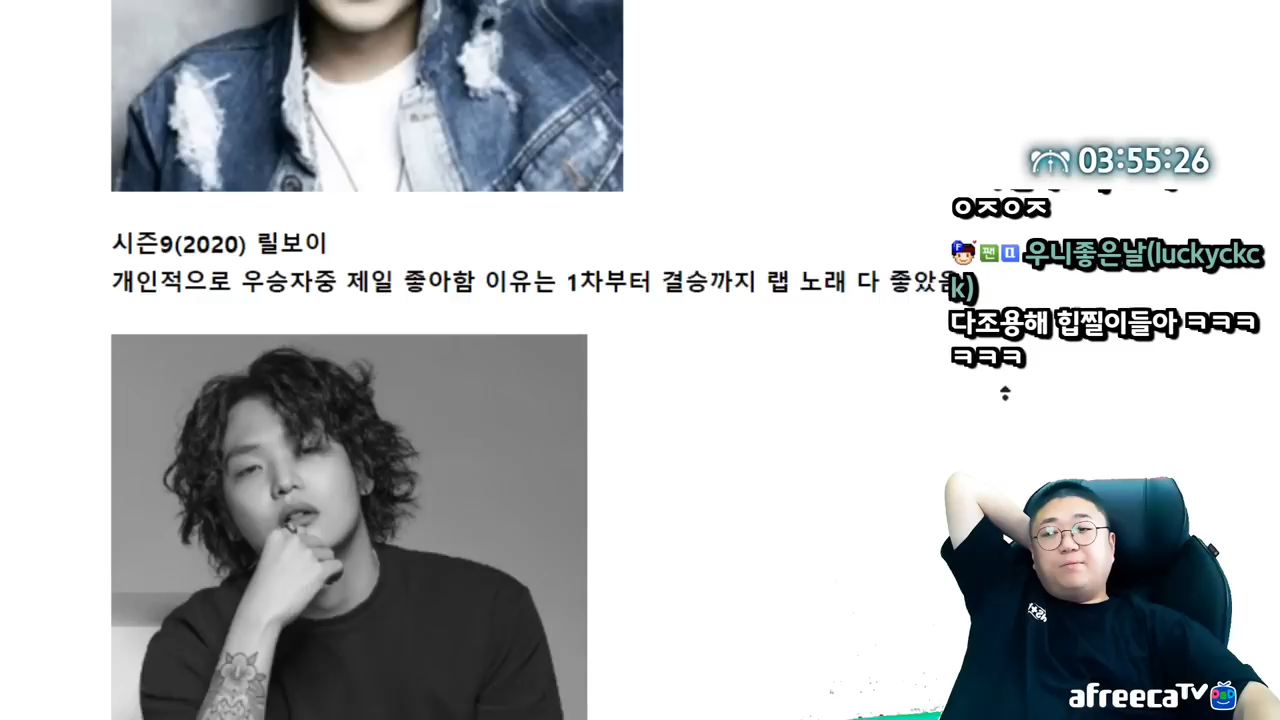 시즌9(2020) 릴보이
개인적으로 우승자중 제일 좋아함 이유는 1차부터 결승까지 랩 노래 다 좋았음
03:55:26
ㅇㅈㅇㅈ
F 팬 띠 우니좋은날(luckyckc
k)
다조용해 힙찔이들아 ㅋㅋㅋ
ㅋㅋㅋ
afreecaTV